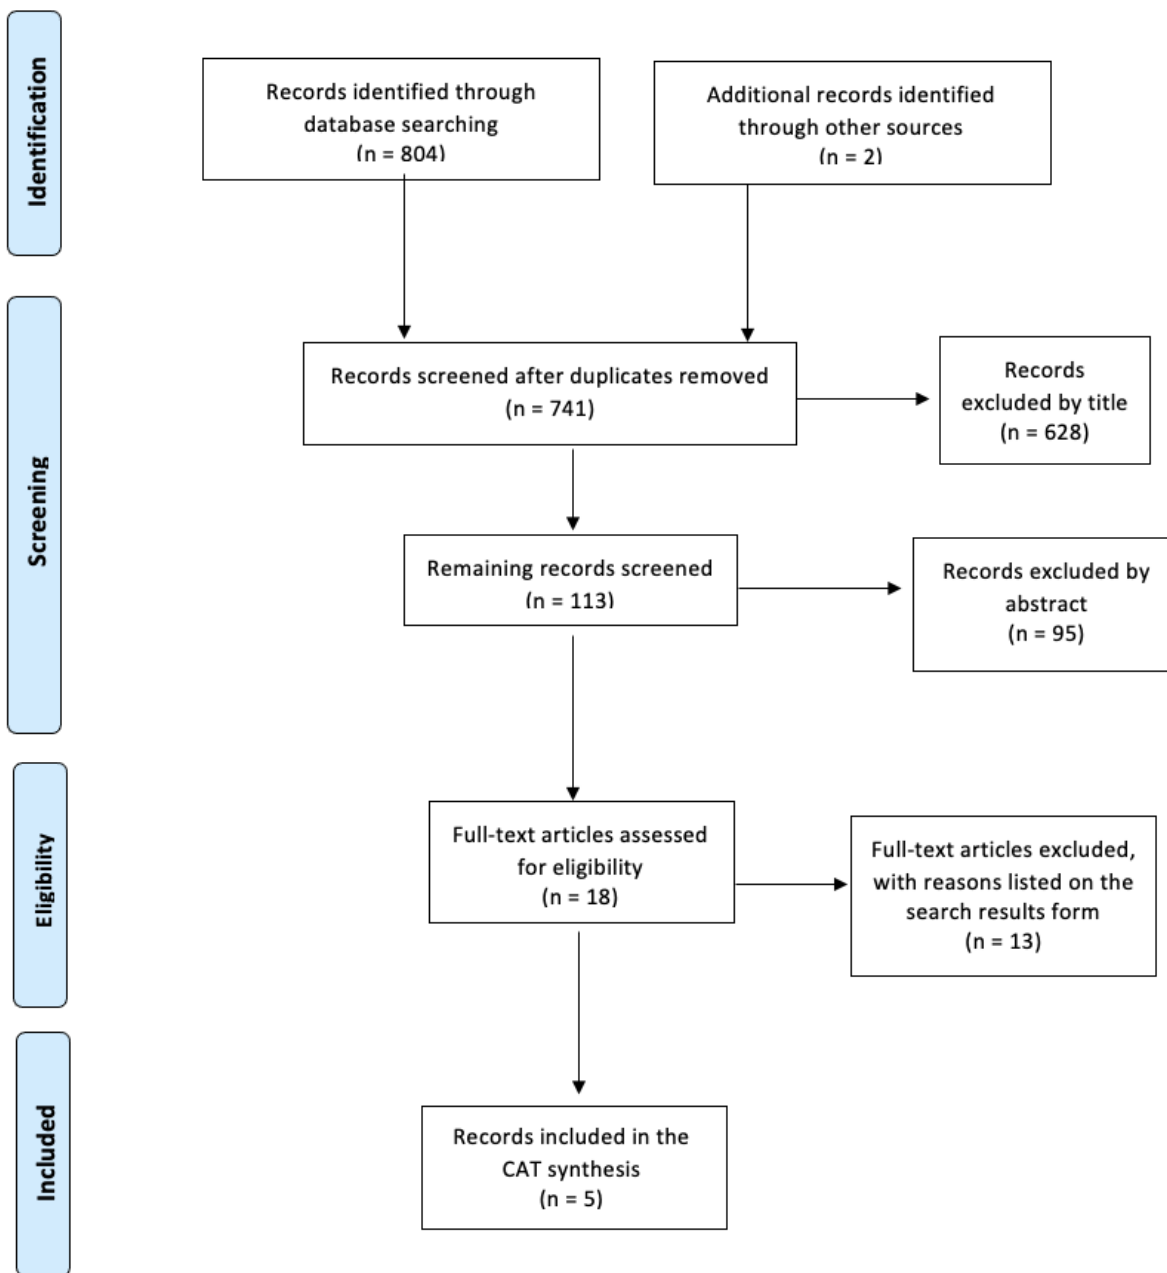 Identification
Records identified through
database searching
(n = 804)
Additional records identified
through other sources
(n = 2)
Screening
Records screened after duplicates removed
(n = 741)
Records
excluded by title
(n = 628)
Remaining records screened
(n = 113)
Records excluded by
abstract
(n = 95)
Eligibility
Full-text articles assessed
for eligibility
(n = 18)
Full-text articles excluded,
with reasons listed on the
search results form
(n = 13)
Included
Records included in the
CAT synthesis
(n = 5)